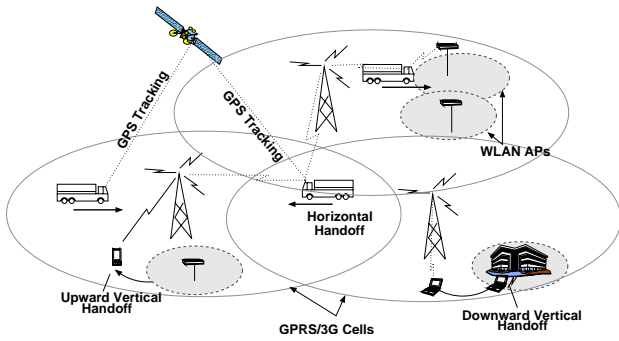 GPS Tracking
GPS Tracking
WLAN APs
Horizontal
Handoff
Upward Vertical
Handoff
GPRS/3G Cells
Downward Vertical
Handoff